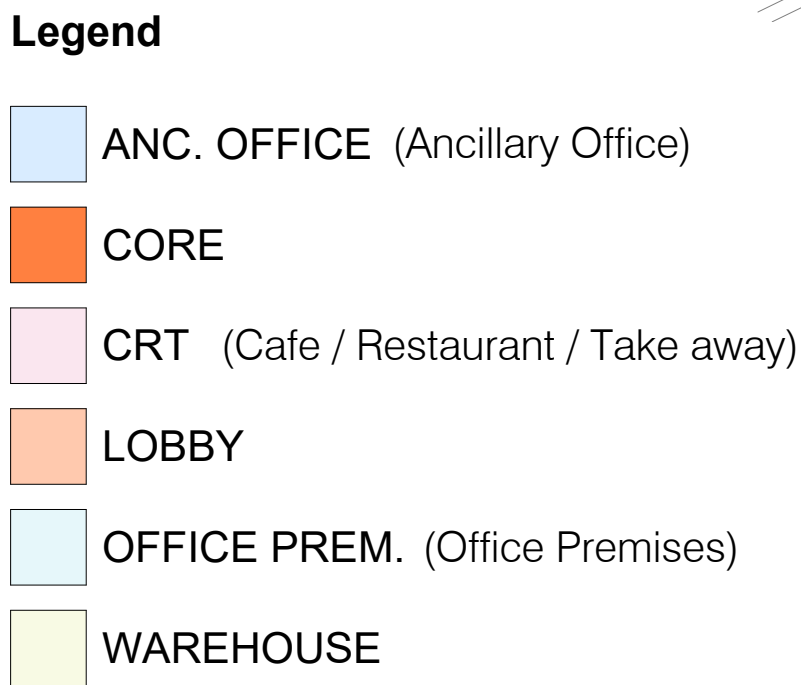 Legend
ANC. OFFICE (Ancillary Office)
CORE
CRT (Cafe / Restaurant / Take away)
LOBBY
OFFICE PREM. (Office Premises)
WAREHOUSE